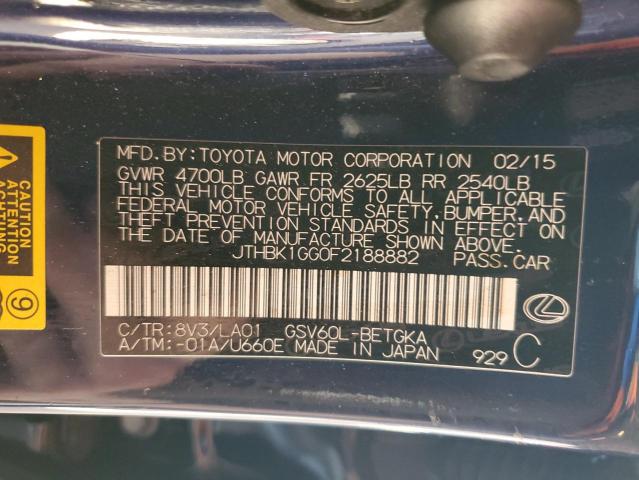 MFD.BY:TOYOTA MOTOR CORPORATION 02/15
GVWR 4700LB GAWR FR 2625LB RR 2540LB
THIS VEHICLE CONFORMS TO ALL APPLICABLE
FEDERAL MOTOR VEHICLE SAFETY, BUMPER, AND
THEFT PREVENTION STANDARDS IN EFFECT ON
THE DATE OF MANUFACTURE SHOWN ABOVE.
JTHBK1GG0F2188882 PASS.CAR
C/TR:8V3/LA01 GSV60L-BETGKA
A/TM:-01A/U660E MADE IN JAPAN 929 C
CAUTION
9